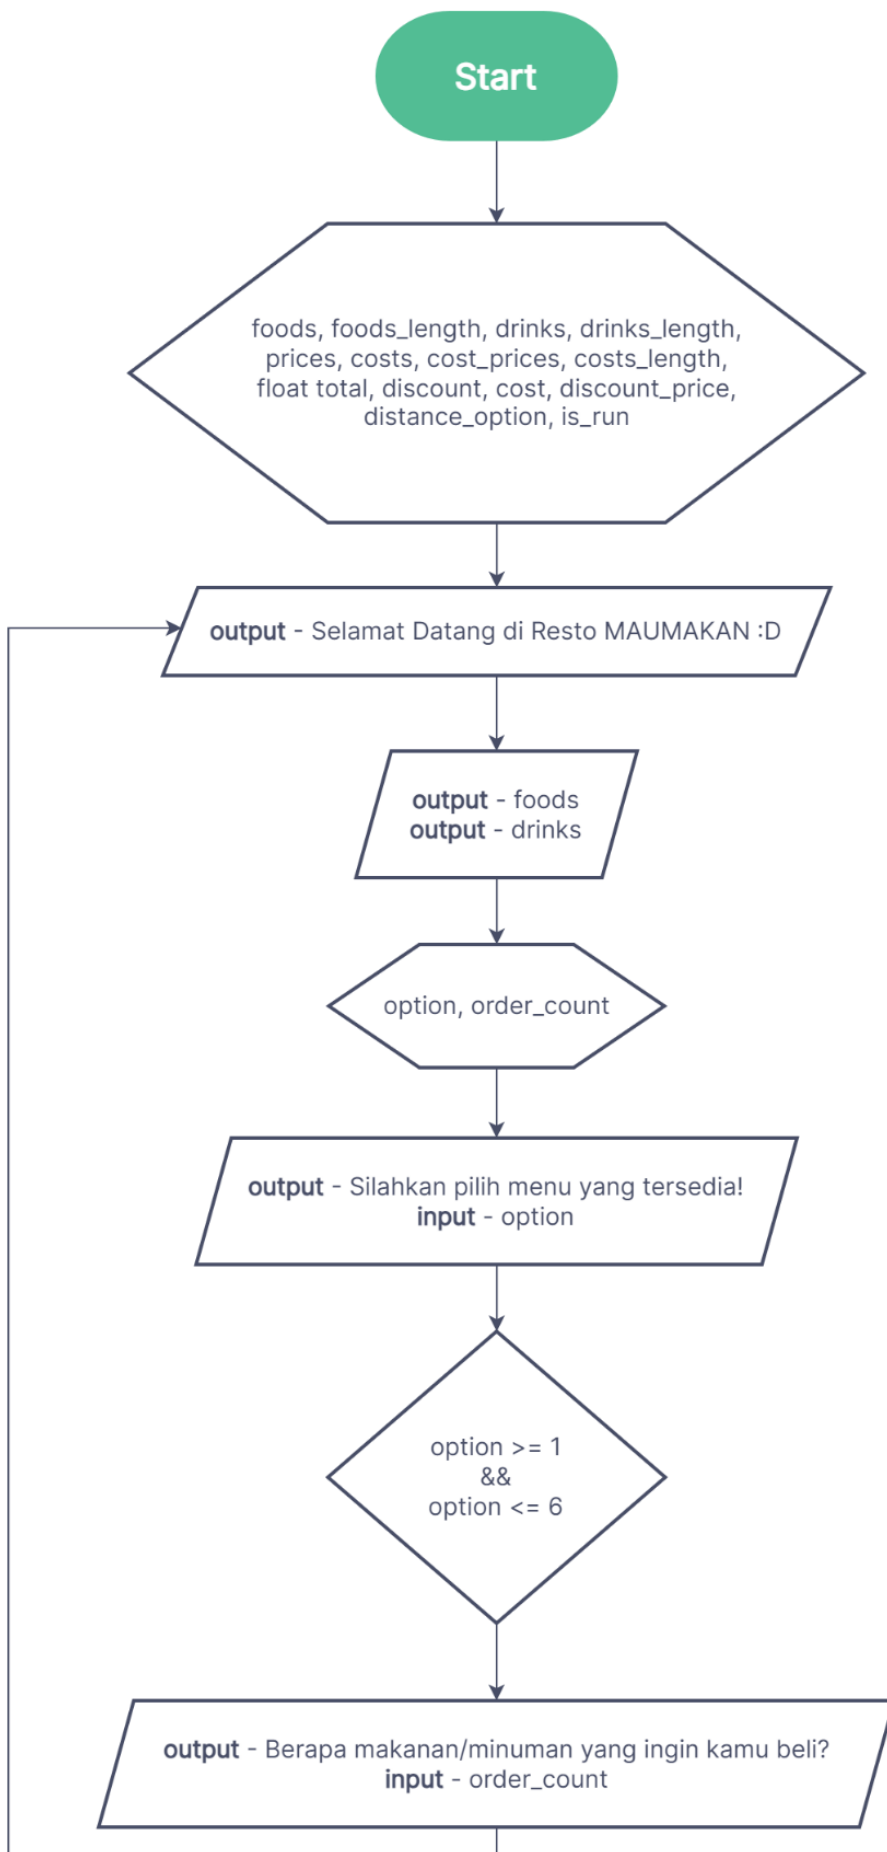 Start
foods, foods_length, drinks, drinks_length,
prices, costs, cost_prices, costs_length,
float total, discount, cost, discount_price,
distance_option, is_run
output - Selamat Datang di Resto MAUMAKAN :D
output - foods
output - drinks
option, order_count
output - Silahkan pilih menu yang tersedia!
input - option
option >= 1
&&
option <= 6
output - Berapa makanan/minuman yang ingin kamu beli?
input - order_count